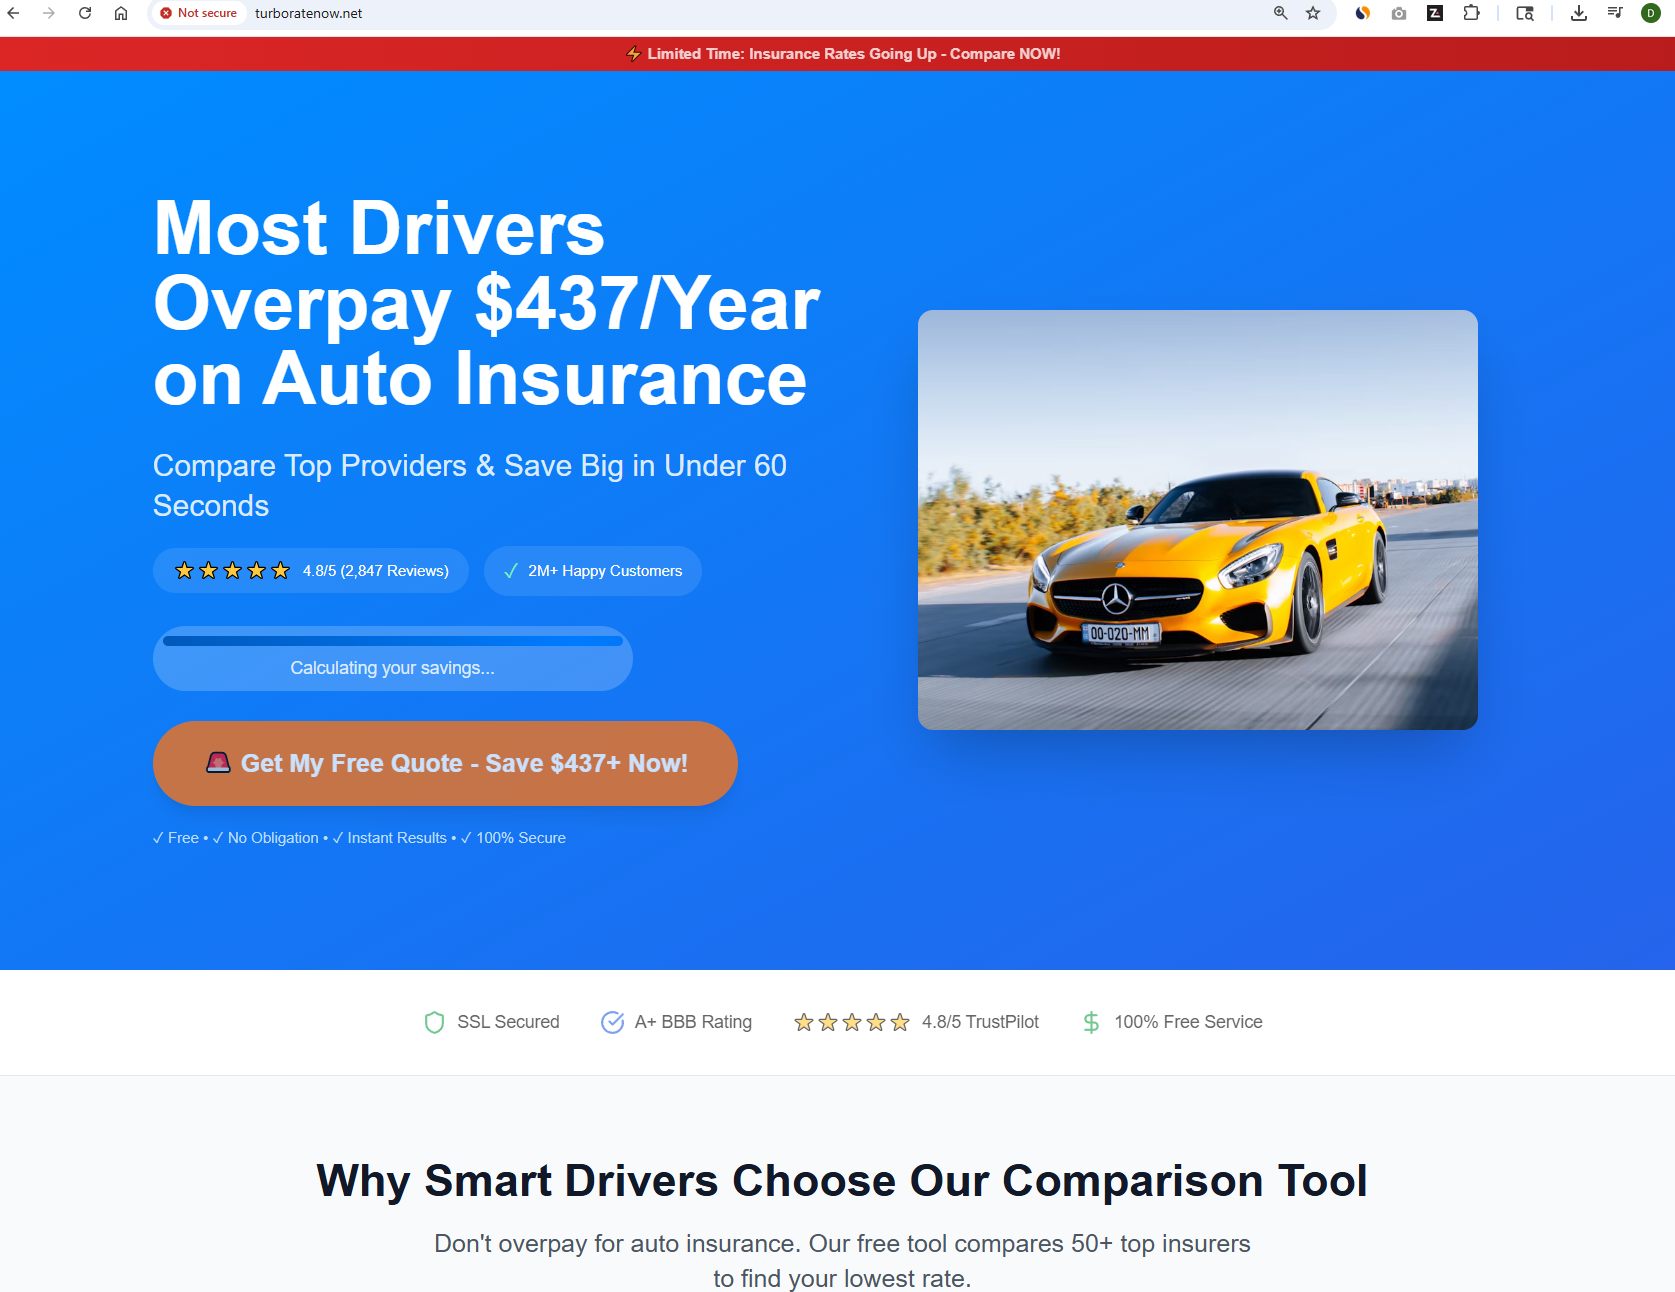 Not secure turboratenow.net
D
⚡ Limited Time: Insurance Rates Going Up - Compare NOW!
Most Drivers
Overpay $437/Year
on Auto Insurance
Compare Top Providers & Save Big in Under 60
Seconds
4.8/5 (2,847 Reviews) ✓ 2M+ Happy Customers
Calculating your savings...
🚨 Get My Free Quote - Save $437+ Now!
✓ Free • ✓ No Obligation • ✓ Instant Results • ✓ 100% Secure
00-020-MM
SSL Secured A+ BBB Rating 4.8/5 TrustPilot 100% Free Service
Why Smart Drivers Choose Our Comparison Tool
Don't overpay for auto insurance. Our free tool compares 50+ top insurers
to find your lowest rate.